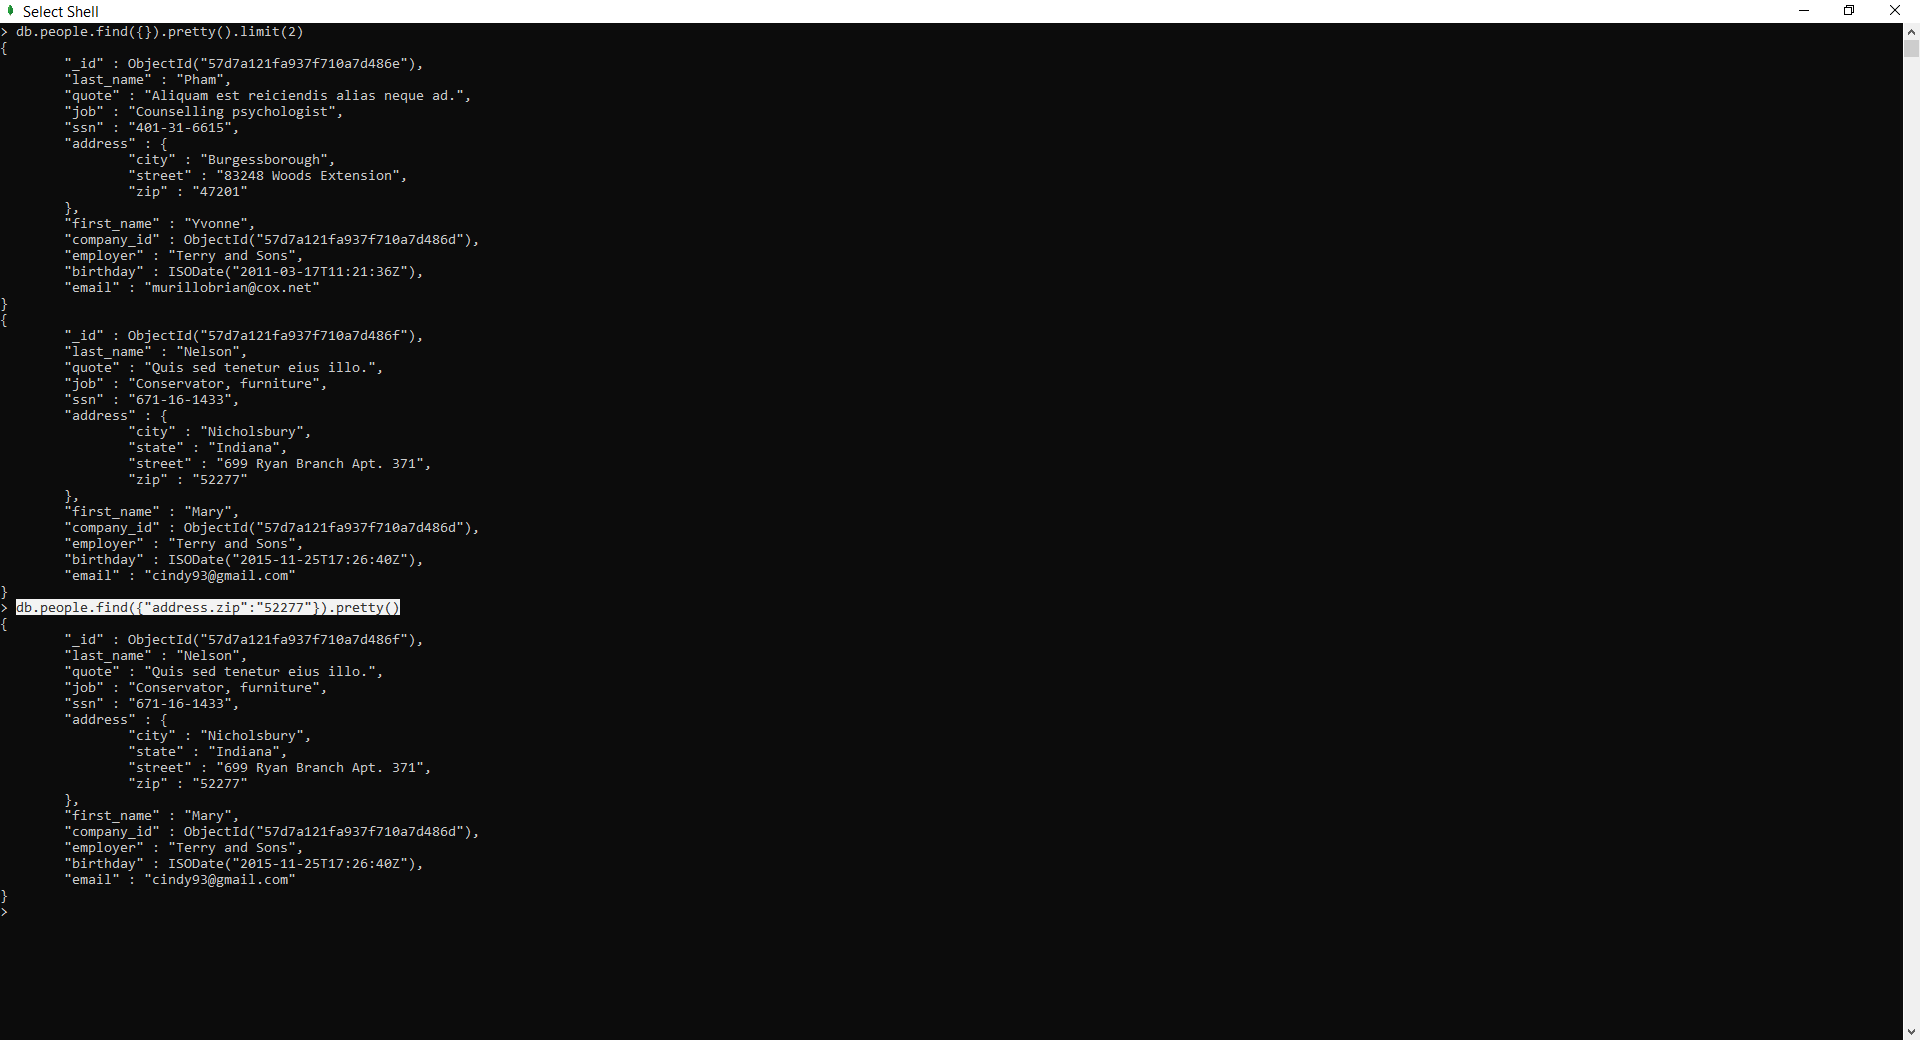 Select Shell
> db.people.find({}).pretty().limit(2)
{
        "_id" : ObjectId("57d7a121fa937f710a7d486e"),
        "last_name" : "Pham",
        "quote" : "Aliquam est reiciendis alias neque ad.",
        "job" : "Counselling psychologist",
        "ssn" : "401-31-6615",
        "address" : {
                "city" : "Burgessborough",
                "street" : "83248 Woods Extension",
                "zip" : "47201"
        },
        "first_name" : "Yvonne",
        "company_id" : ObjectId("57d7a121fa937f710a7d486d"),
        "employer" : "Terry and Sons",
        "birthday" : ISODate("2011-03-17T11:21:36Z"),
        "email" : "murillobrian@cox.net"
}
{
        "_id" : ObjectId("57d7a121fa937f710a7d486f"),
        "last_name" : "Nelson",
        "quote" : "Quis sed tenetur eius illo.",
        "job" : "Conservator, furniture",
        "ssn" : "671-16-1433",
        "address" : {
                "city" : "Nicholsbury",
                "state" : "Indiana",
                "street" : "699 Ryan Branch Apt. 371",
                "zip" : "52277"
        },
        "first_name" : "Mary",
        "company_id" : ObjectId("57d7a121fa937f710a7d486d"),
        "employer" : "Terry and Sons",
        "birthday" : ISODate("2015-11-25T17:26:40Z"),
        "email" : "cindy93@gmail.com"
}
> db.people.find({"address.zip":"52277"}).pretty()
{
        "_id" : ObjectId("57d7a121fa937f710a7d486f"),
        "last_name" : "Nelson",
        "quote" : "Quis sed tenetur eius illo.",
        "job" : "Conservator, furniture",
        "ssn" : "671-16-1433",
        "address" : {
                "city" : "Nicholsbury",
                "state" : "Indiana",
                "street" : "699 Ryan Branch Apt. 371",
                "zip" : "52277"
        },
        "first_name" : "Mary",
        "company_id" : ObjectId("57d7a121fa937f710a7d486d"),
        "employer" : "Terry and Sons",
        "birthday" : ISODate("2015-11-25T17:26:40Z"),
        "email" : "cindy93@gmail.com"
}
>